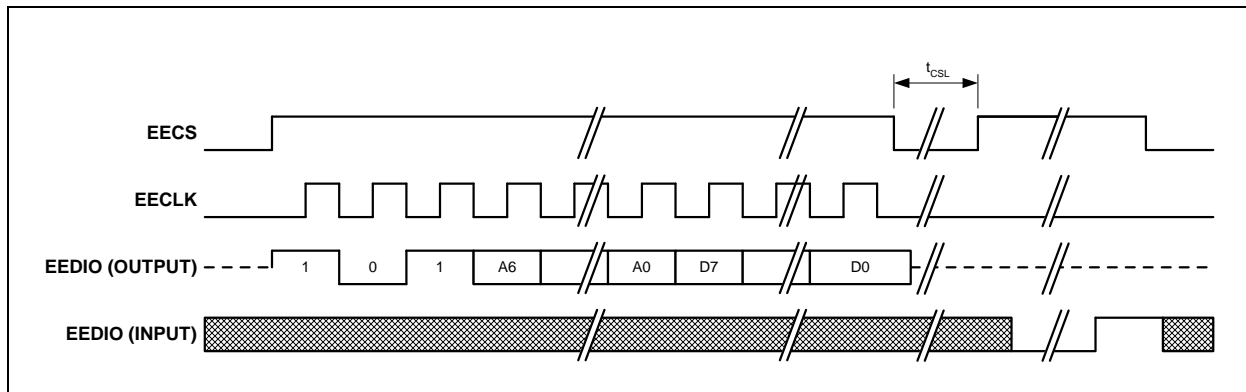 tCSL
EECS
EECLK
EEDIO (OUTPUT)
1 0 1 A6 A0 D7 D0
EEDIO (INPUT)